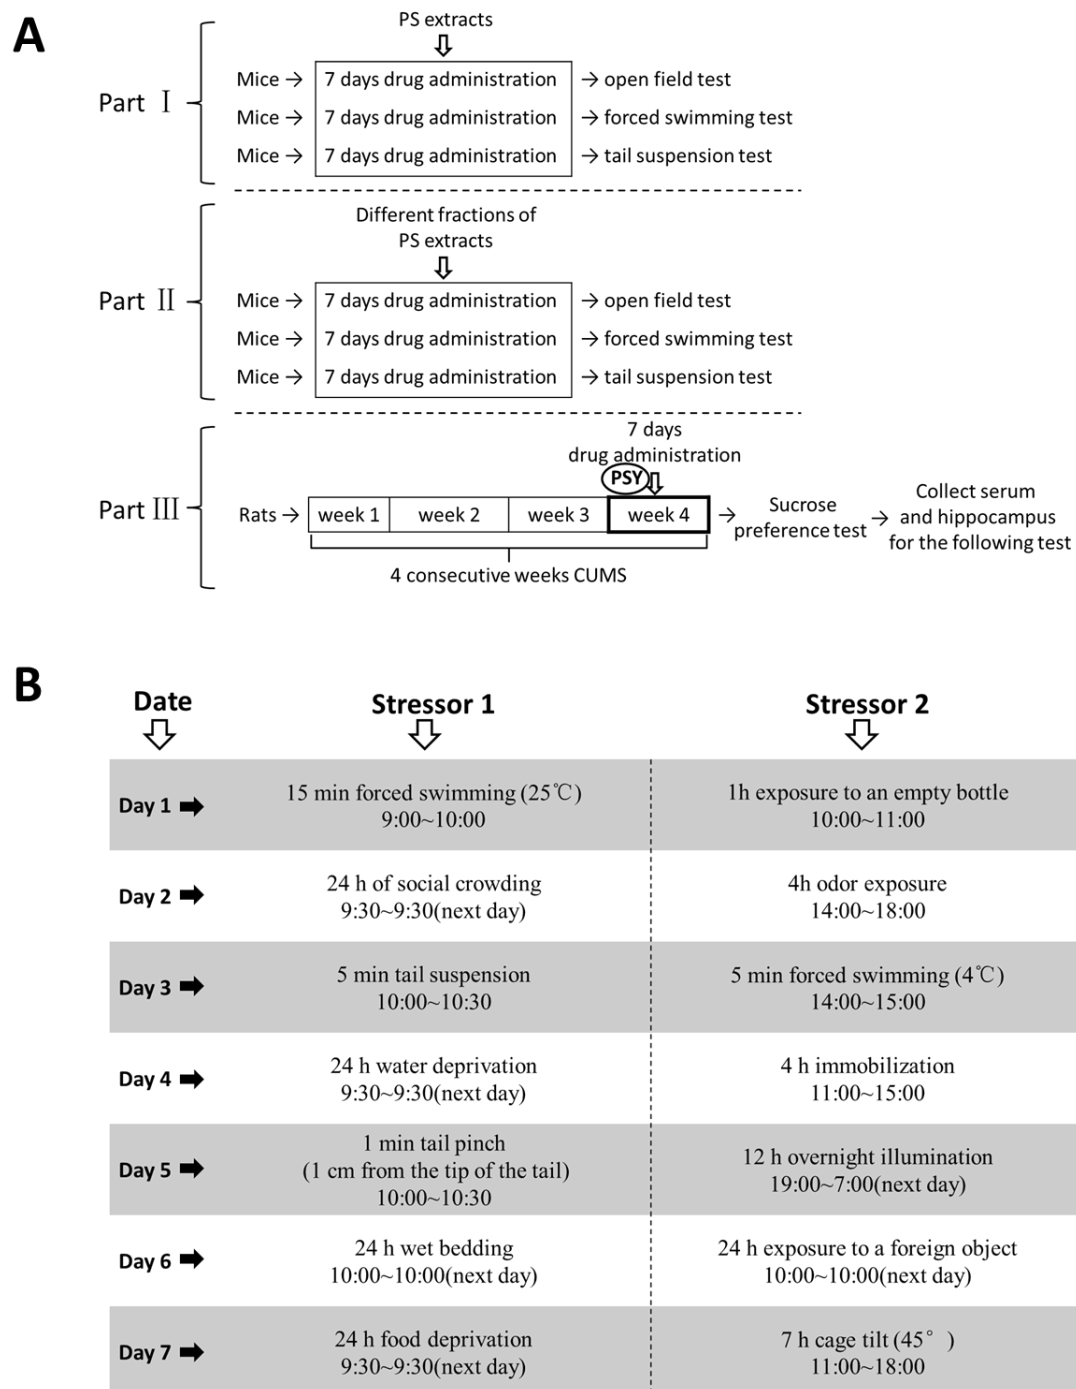 A
PS extracts
Part Ⅰ
Mice → 7 days drug administration → open field test
Mice → 7 days drug administration → forced swimming test
Mice → 7 days drug administration → tail suspension test
Different fractions of
PS extracts
Part Ⅱ
Mice → 7 days drug administration → open field test
Mice → 7 days drug administration → forced swimming test
Mice → 7 days drug administration → tail suspension test
7 days
drug administration
PSY
Part Ⅲ
Rats → week 1 week 2 week 3 week 4 →
Sucrose
preference test →
Collect serum
and hippocampus
for the following test
4 consecutive weeks CUMS
B
Date Stressor 1 Stressor 2
Day 1
15 min forced swimming (25℃)
9:00~10:00
1h exposure to an empty bottle
10:00~11:00
Day 2
24 h of social crowding
9:30~9:30(next day)
4h odor exposure
14:00~18:00
Day 3
5 min tail suspension
10:00~10:30
5 min forced swimming (4℃)
14:00~15:00
Day 4
24 h water deprivation
9:30~9:30(next day)
4 h immobilization
11:00~15:00
Day 5
1 min tail pinch
(1 cm from the tip of the tail)
10:00~10:30
12 h overnight illumination
19:00~7:00(next day)
Day 6
24 h wet bedding
10:00~10:00(next day)
24 h exposure to a foreign object
10:00~10:00(next day)
Day 7
24 h food deprivation
9:30~9:30(next day)
7 h cage tilt (45° )
11:00~18:00